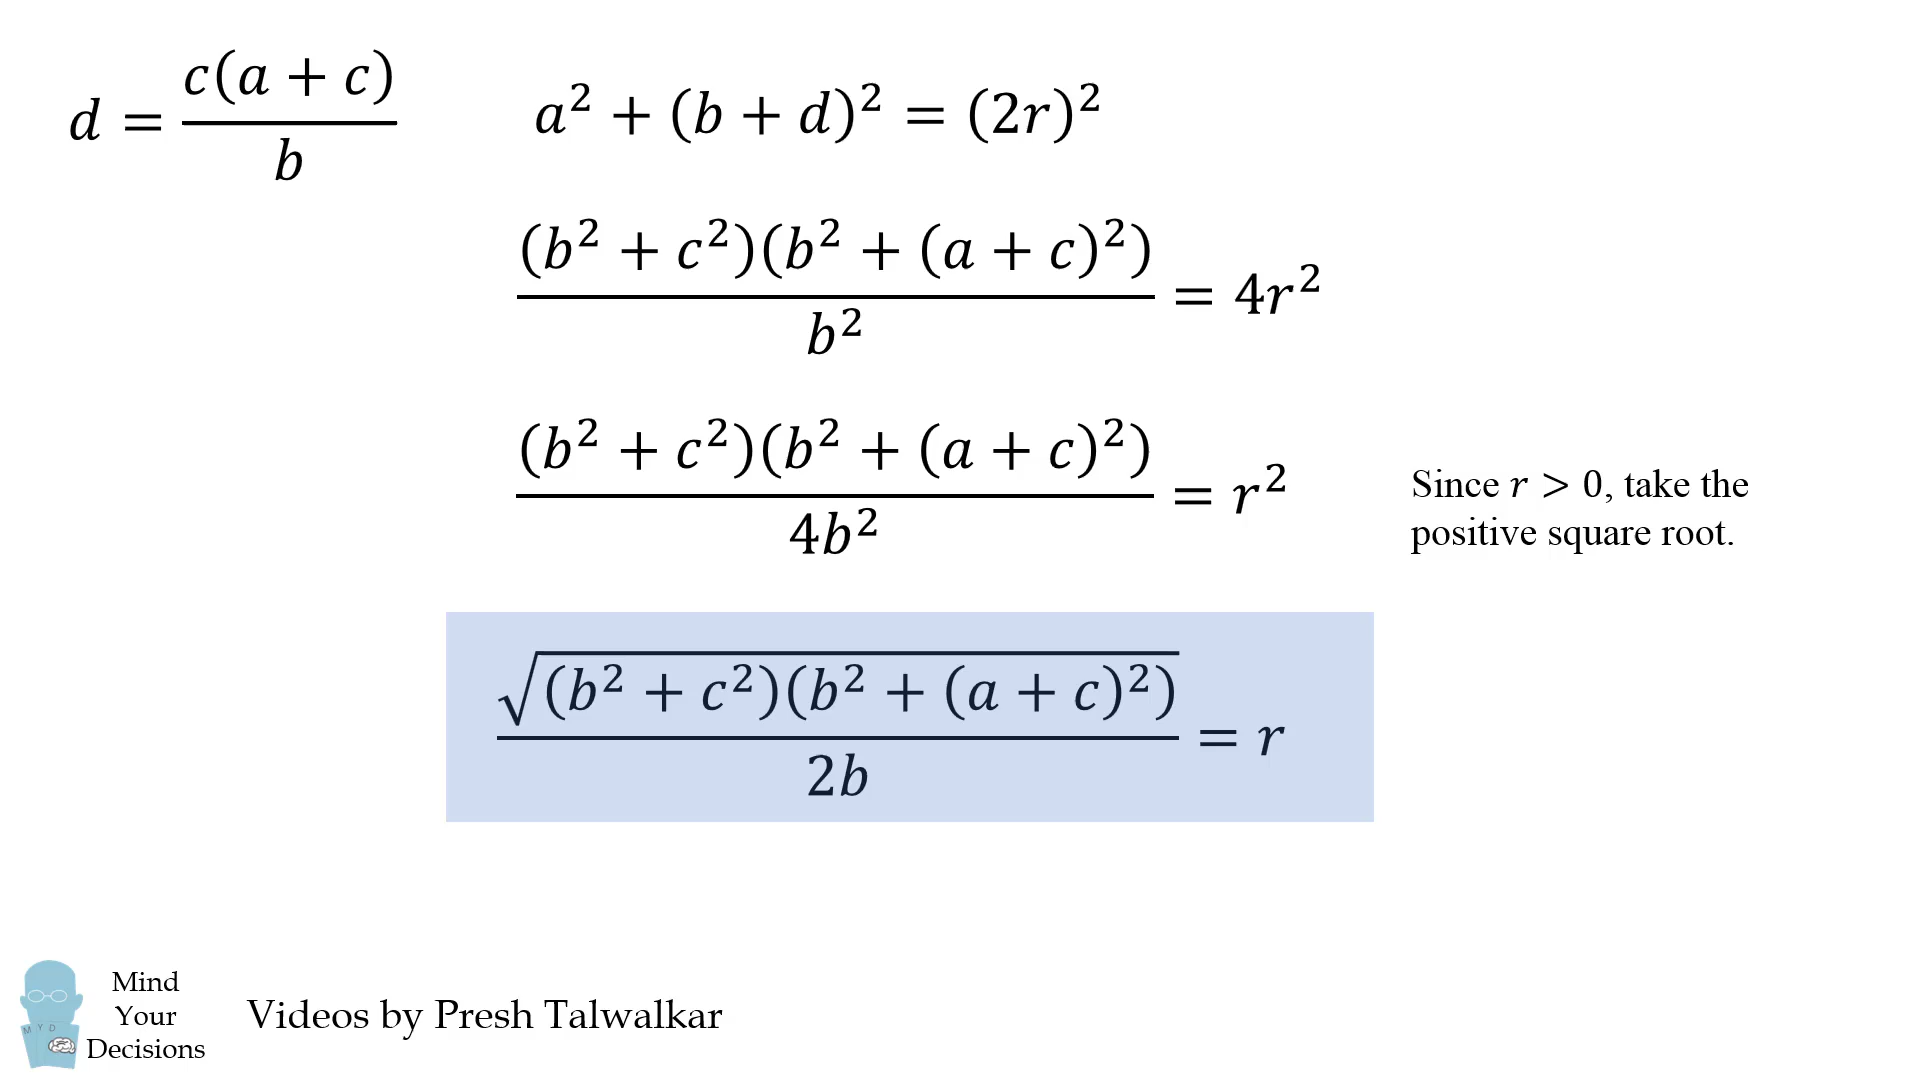 d = c(a + c) / b
a² + (b + d)² = (2r)²
(b² + c²)(b² + (a + c)²) / b² = 4r²
(b² + c²)(b² + (a + c)²) / 4b² = r²
Since r > 0, take the
positive square root.
√((b² + c²)(b² + (a + c)²)) / 2b = r
M Y D
Mind
Your
Decisions
Videos by Presh Talwalkar